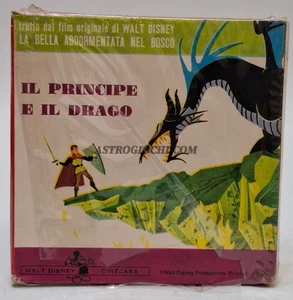 tratto dal film originale di WALT DISNEY
LA BELLA ADDORMENTATA NEL BOSCO
IL PRINCIPE
E IL DRAGO
ASTROGIOCHI.COM
WALT DISNEY CINECASA
Walt Disney Productions